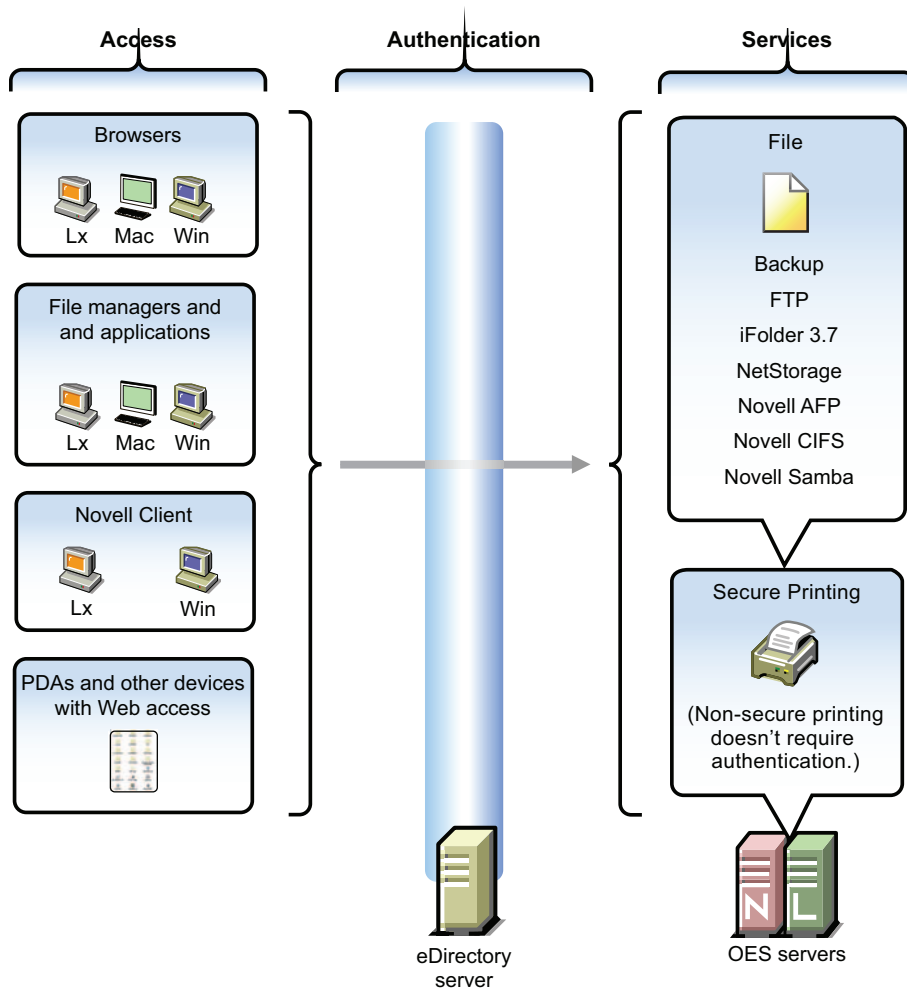 Access
Authentication
Services
Browsers
Lx Mac Win
File managers and
and applications
Lx Mac Win
Novell Client
Lx Win
PDAs and other devices
with Web access
File
Backup
FTP
iFolder 3.7
NetStorage
Novell AFP
Novell CIFS
Novell Samba
Secure Printing
(Non-secure printing
doesn't require
authentication.)
eDirectory
server
N L
OES servers